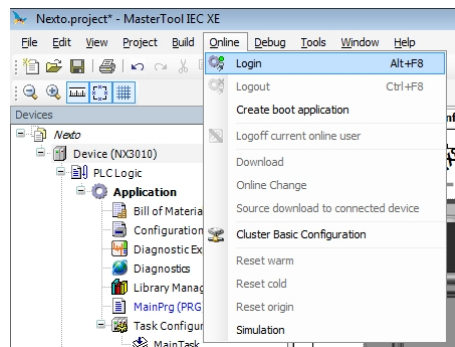 Nexto.project* - MasterTool IEC XE
File Edit View Project Build Online Debug Tools Window Help
Login Alt+F8
Logout Ctrl+F8
Create boot application
Logoff current online user
Download
Online Change
Source download to connected device
Cluster Basic Configuration
Reset warm
Reset cold
Reset origin
Simulation
Devices
Nexto
Device (NX3010)
PLC Logic
Application
Bill of Materia
Configuration
Diagnostic Ex
Diagnostics
Library Manag
MainPrg (PRG
Task Configur
MainTask